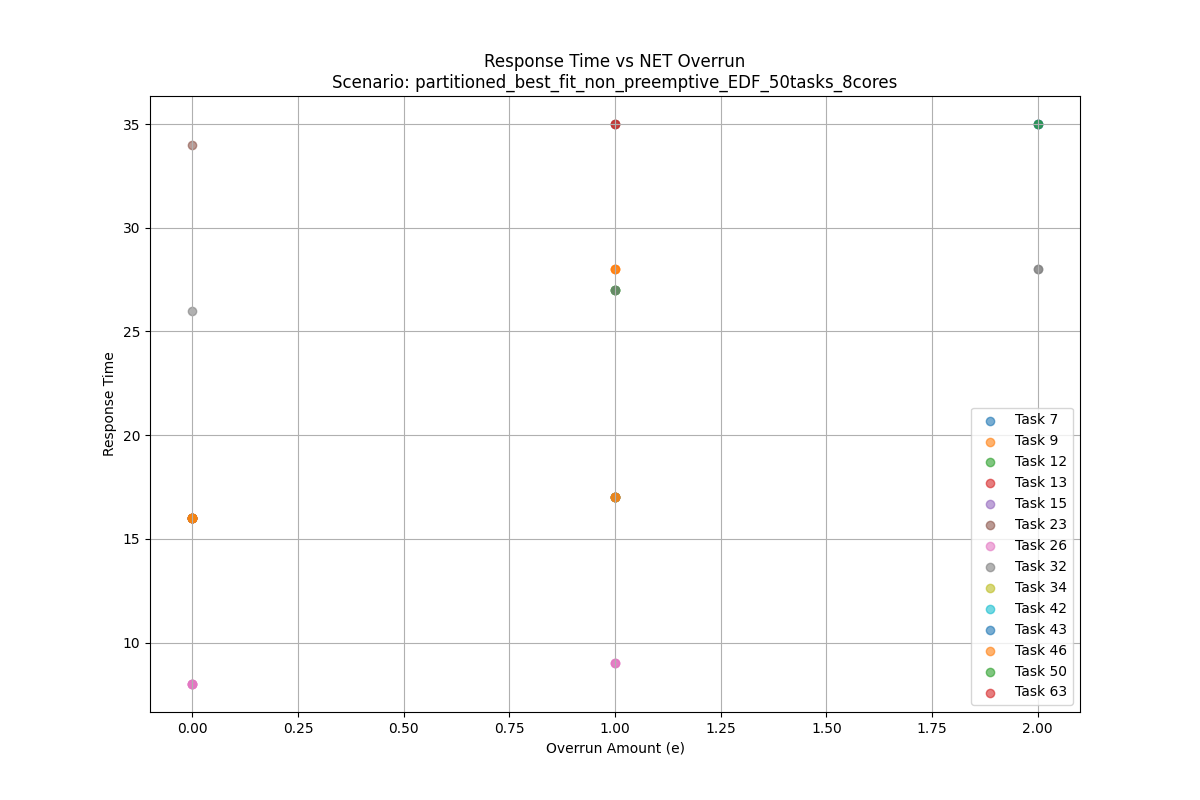 Response Time vs NET Overrun
Scenario: partitioned_best_fit_non_preemptive_EDF_50tasks_8cores
Response Time
35
30
25
20
15
10
0.00 0.25 0.50 0.75 1.00 1.25 1.50 1.75 2.00
Overrun Amount (e)
Task 7
Task 9
Task 12
Task 13
Task 15
Task 23
Task 26
Task 32
Task 34
Task 42
Task 43
Task 46
Task 50
Task 63